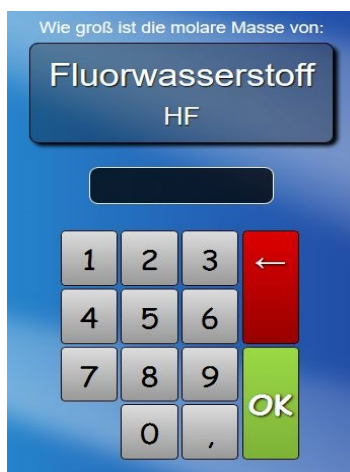 Wie groß ist die molare Masse von:
Fluorwasserstoff
HF
1 2 3 ←
4 5 6
7 8 9
OK
0 ,